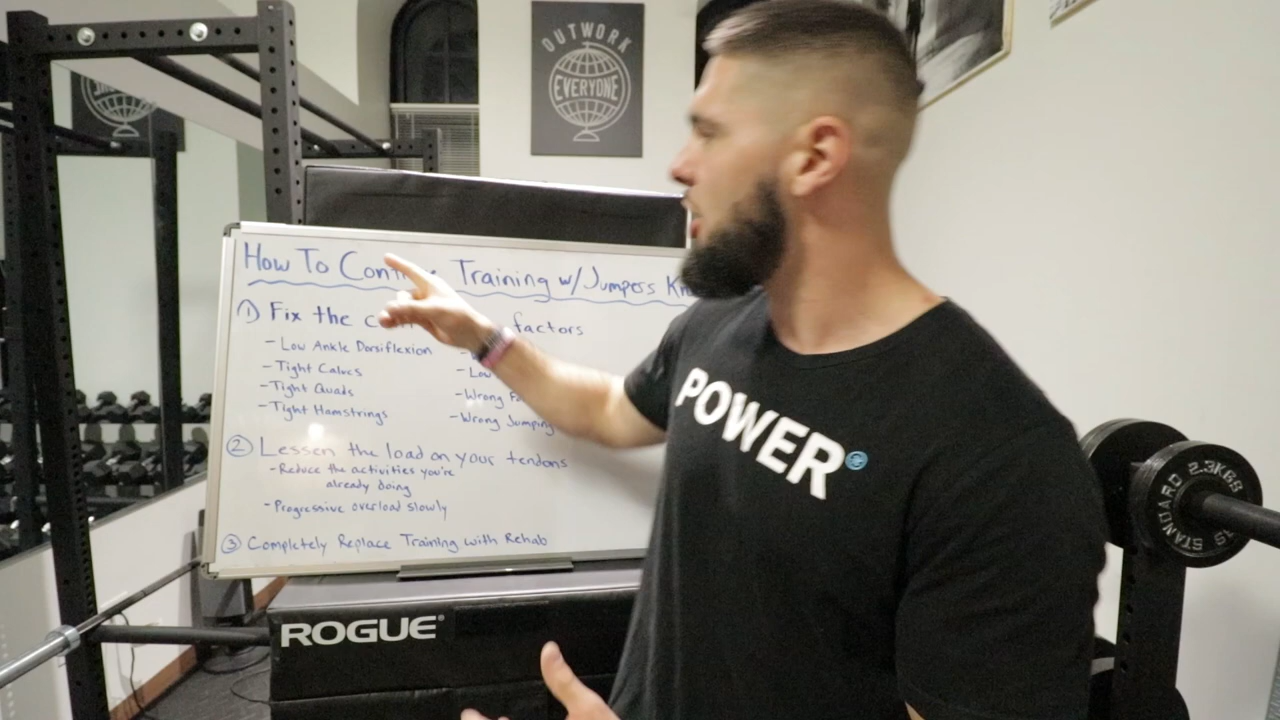 OUTWORK
EVERYONE
How To Cont Training w/Jumpers Kn
① Fix the c factors
- Low Ankle Dorsiflexion
- Tight Calves
- Low
- Tight Quads
- Wrong
- Tight Hamstrings
- Wrong Jumping
② Lessen the load on your tendons
- Reduce the activities you're
already doing
- Progressive overload slowly
③ Completely Replace Training with Rehab
ROGUE®
POWER
2.3KGS
STANDARD